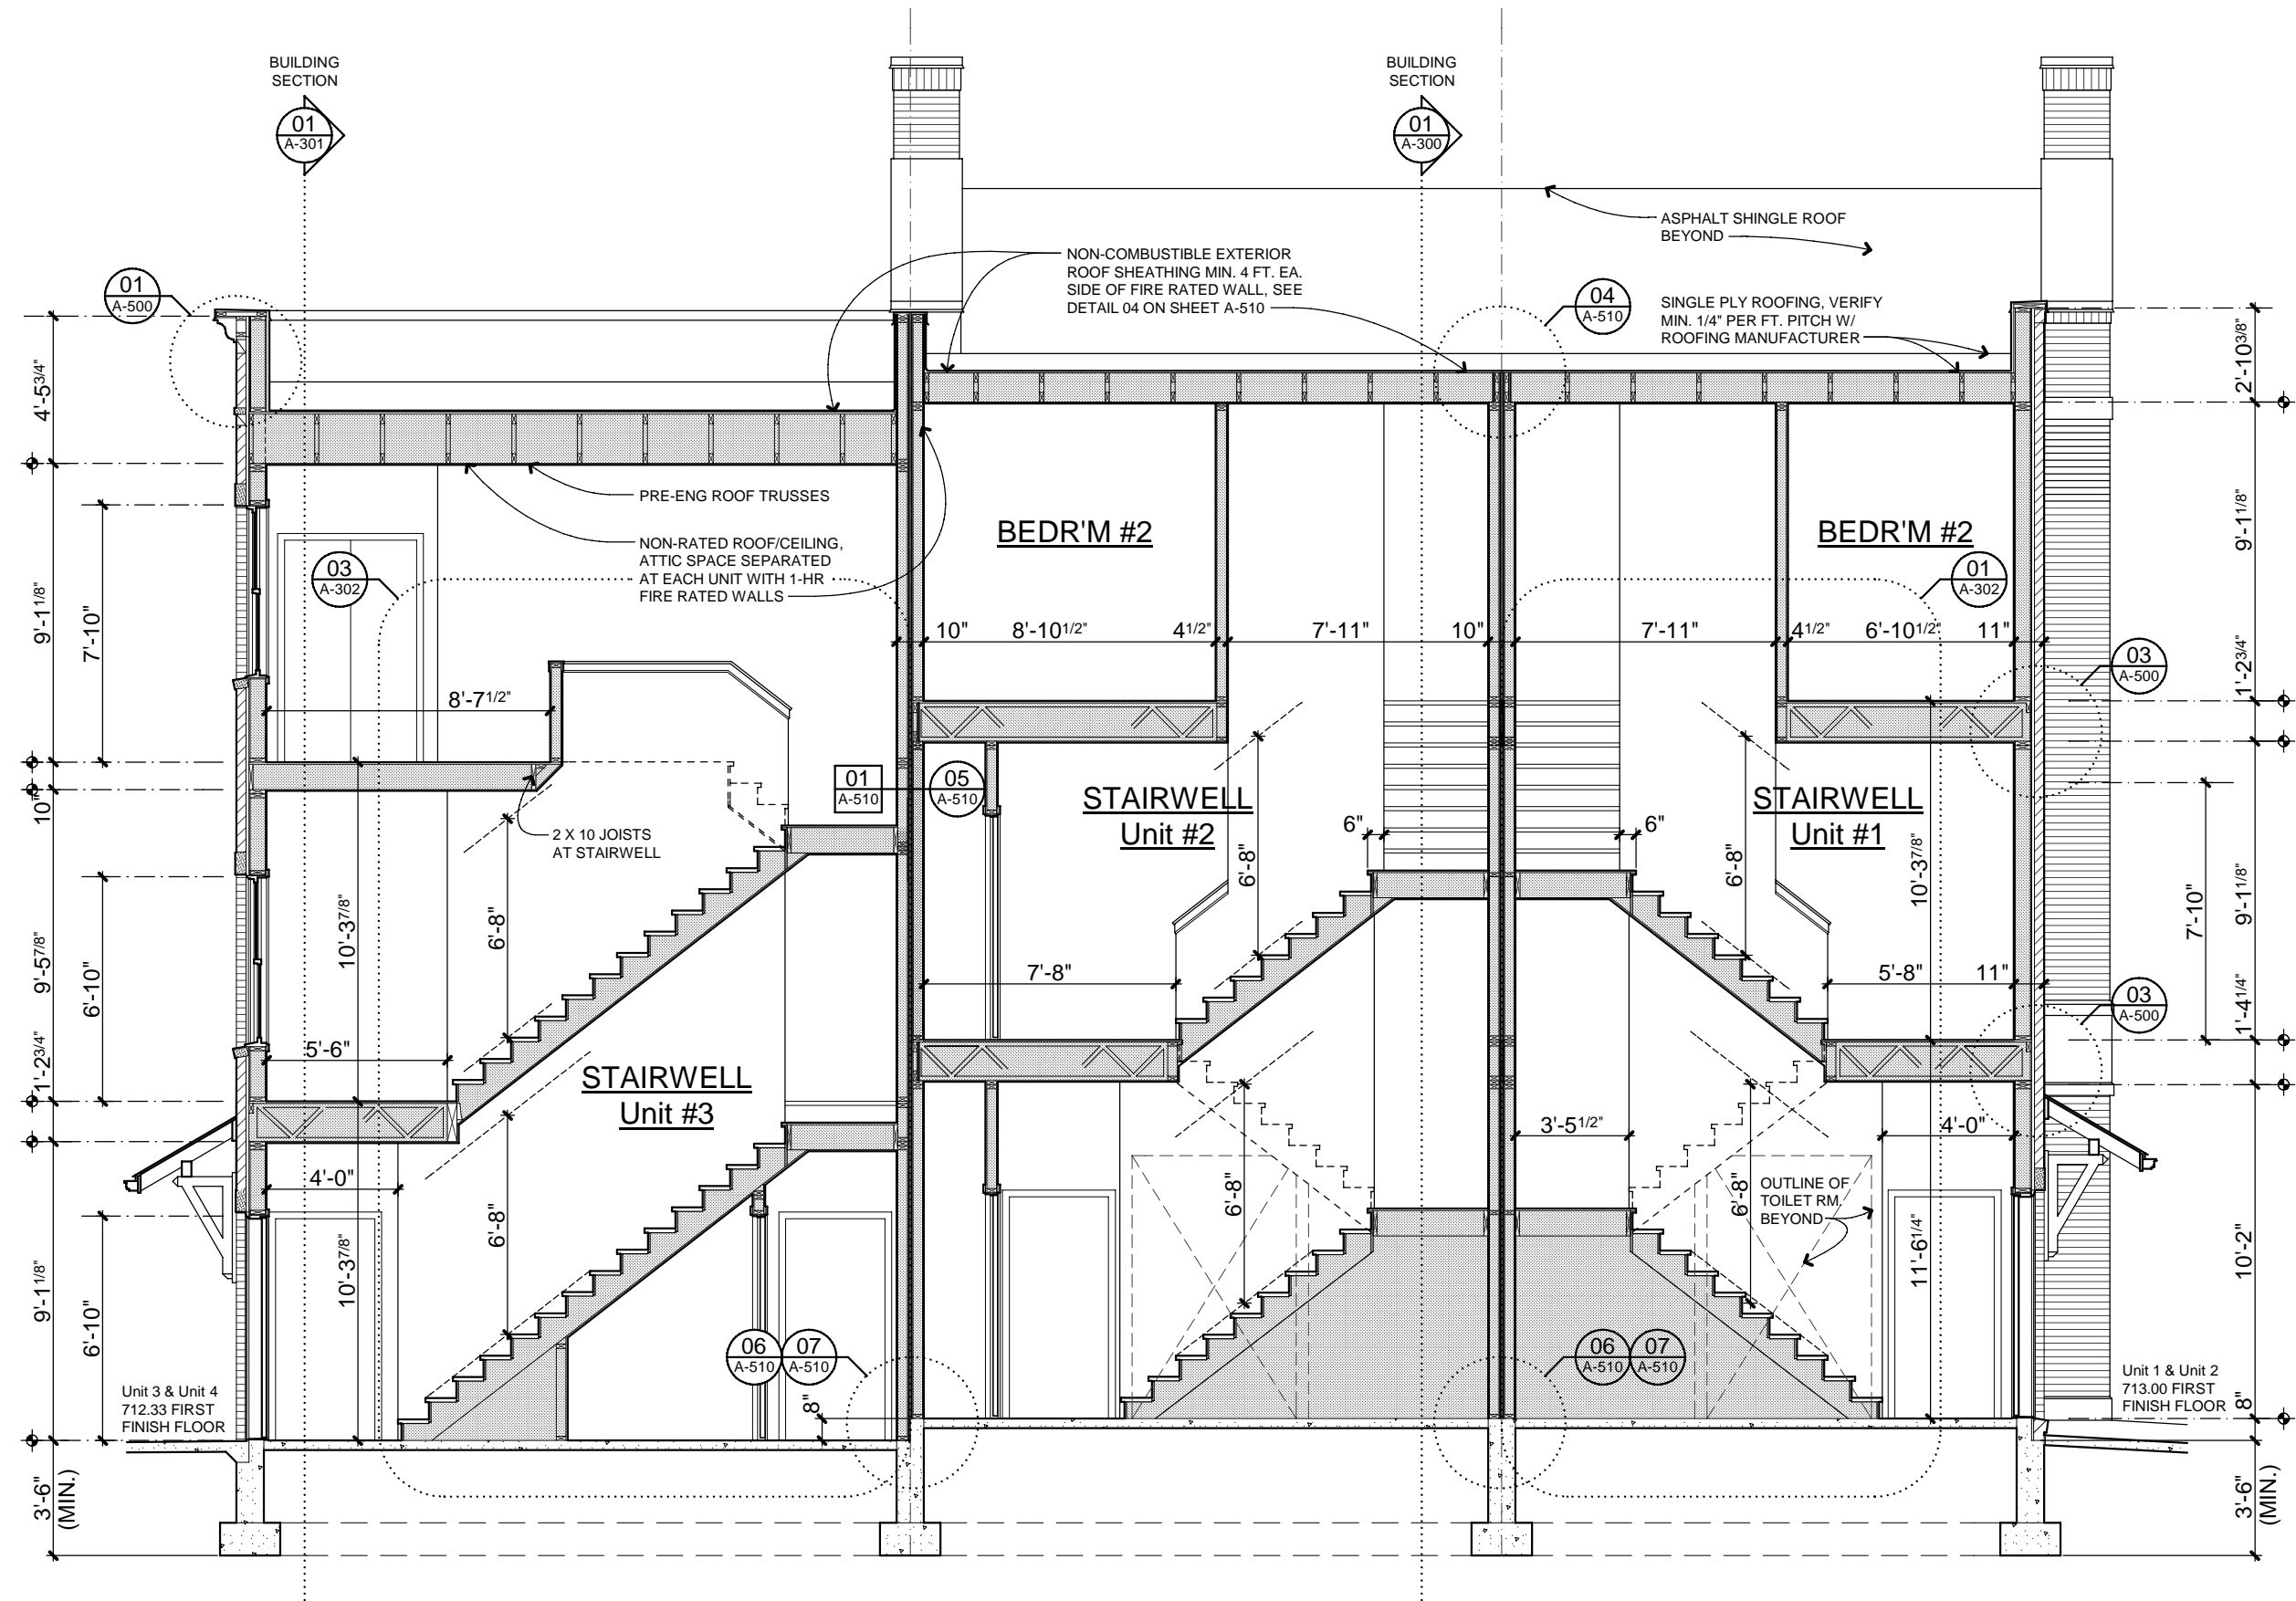 BUILDING
SECTION
01
A-301
BUILDING
SECTION
01
A-300
ASPHALT SHINGLE ROOF
BEYOND
NON-COMBUSTIBLE EXTERIOR
ROOF SHEATHING MIN. 4 FT. EA.
SIDE OF FIRE RATED WALL, SEE
DETAIL 04 ON SHEET A-510
01
A-500
04
A-510
SINGLE PLY ROOFING, VERIFY
MIN. 1/4" PER FT. PITCH W/
ROOFING MANUFACTURER
4'-5 3/4"
2'-10 3/8"
PRE-ENG ROOF TRUSSES
NON-RATED ROOF/CEILING,
ATTIC SPACE SEPARATED
AT EACH UNIT WITH 1-HR
FIRE RATED WALLS
BEDR'M #2
BEDR'M #2
03
A-302
01
A-302
9'-1 1/8"
7'-10"
9'-1 1/8"
10"
8'-10 1/2"
4 1/2"
7'-11"
10"
7'-11"
4 1/2"
6'-10 1/2"
11"
03
A-500
1'-2 3/4"
8'-7 1/2"
01
A-510
05
A-510
STAIRWELL
Unit #2
STAIRWELL
Unit #1
10"
2 X 10 JOISTS
AT STAIRWELL
6"
6"
6'-8"
6'-8"
10'-3 7/8"
9'-1 1/8"
7'-10"
9'-5 7/8"
6'-10"
10'-3 7/8"
6'-8"
7'-8"
5'-8"
11"
03
A-500
1'-4 1/4"
1'-2 3/4"
5'-6"
STAIRWELL
Unit #3
3'-5 1/2"
4'-0"
4'-0"
6'-8"
6'-8"
6'-8"
OUTLINE OF
TOILET RM.
BEYOND
11'-6 1/4"
10'-2"
9'-1 1/8"
6'-10"
10'-3 7/8"
06
A-510
07
A-510
06
A-510
07
A-510
Unit 3 & Unit 4
712.33 FIRST
FINISH FLOOR
8"
Unit 1 & Unit 2
713.00 FIRST
FINISH FLOOR
8"
3'-6"
(MIN.)
3'-6"
(MIN.)